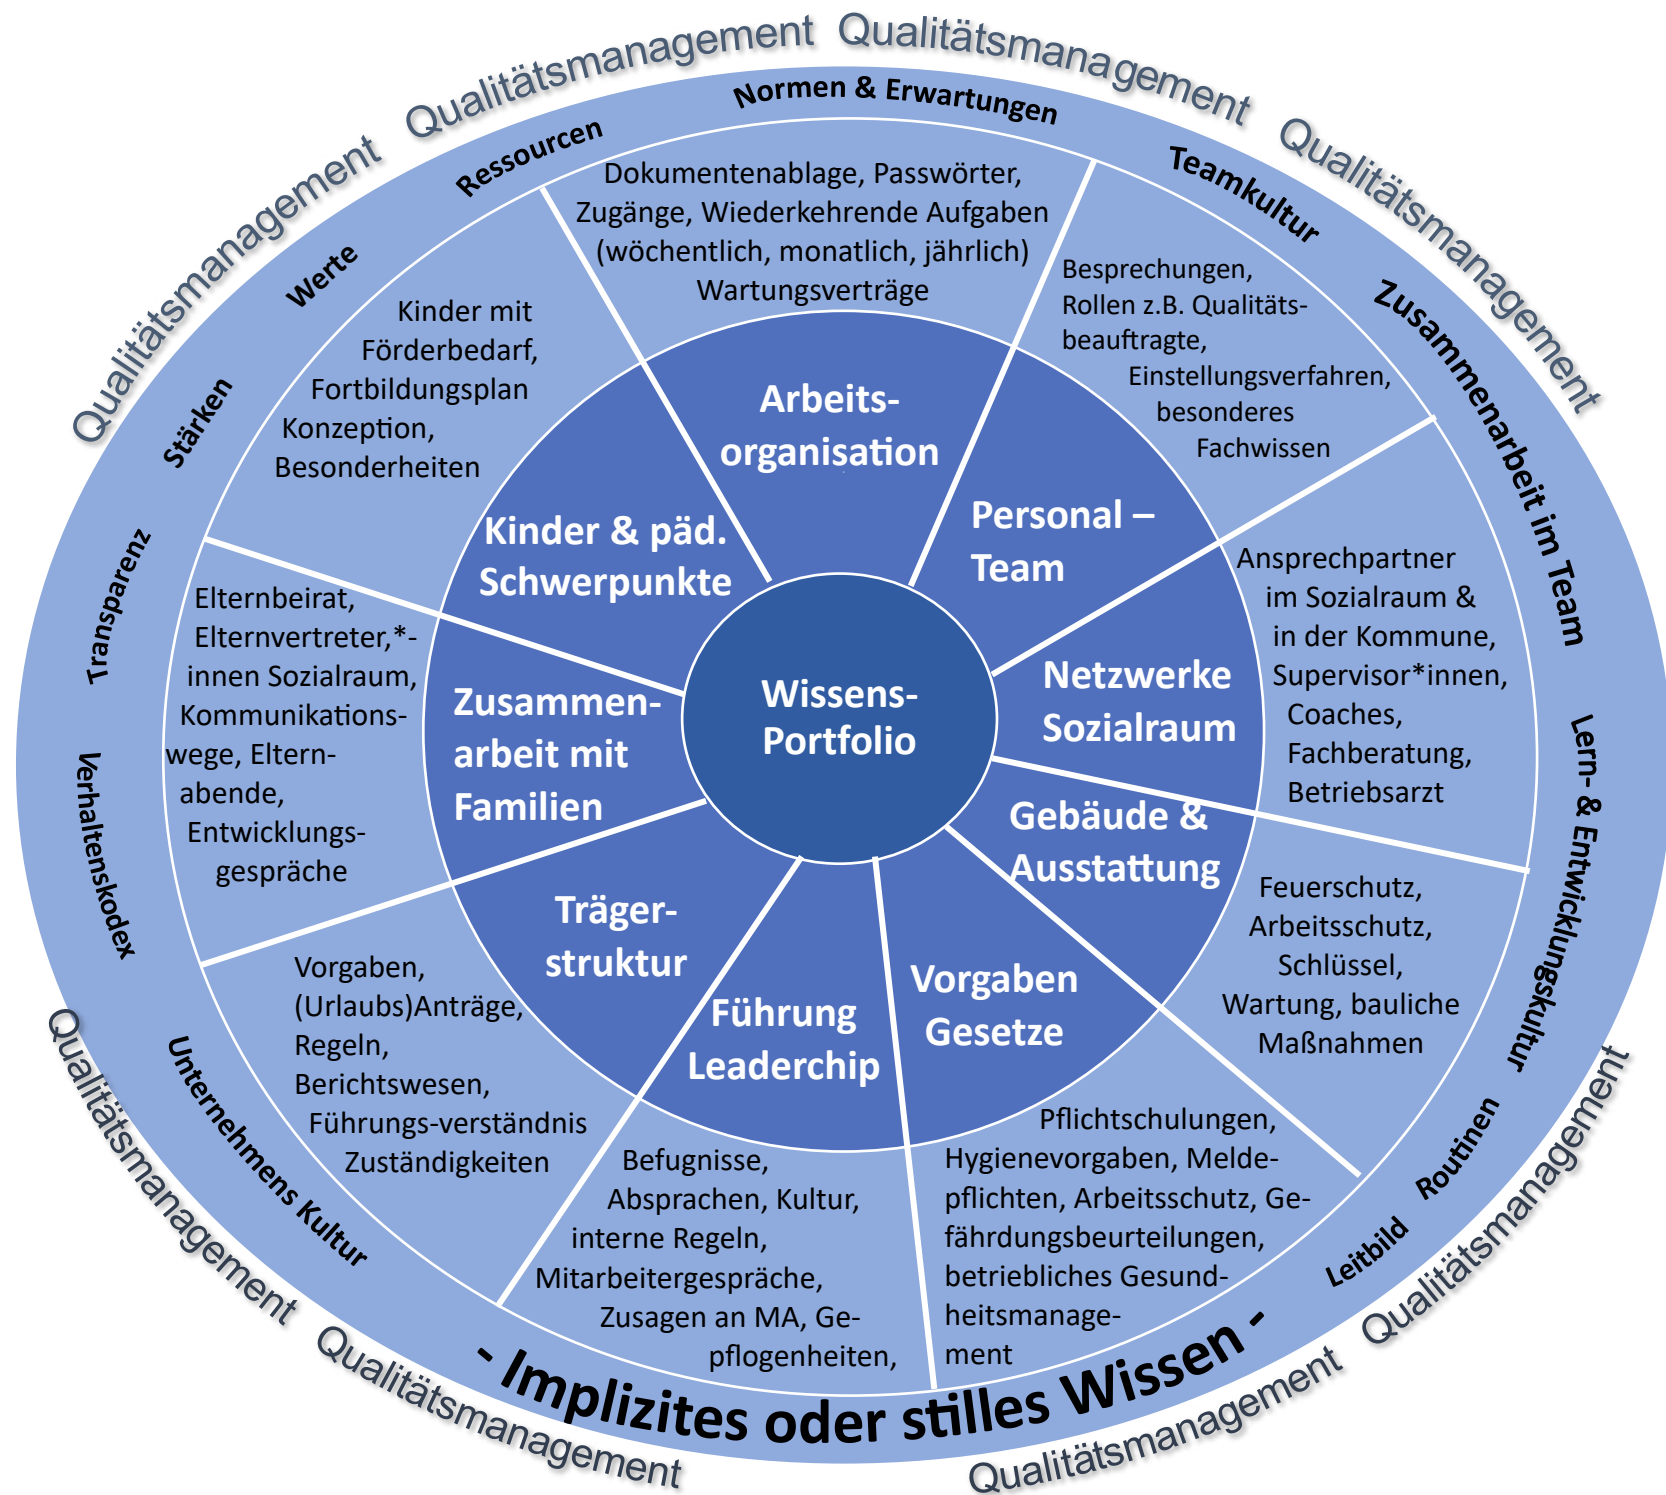 Qualitätsmanagement
Qualitätsmanagement
Qualitätsmanagement
Qualitätsmanagement
Qualitätsmanagement
Qualitätsmanagement
Qualitätsmanagement
Qualitätsmanagement
Normen & Erwartungen
Teamkultur
Zusammenarbeit im Team
Lern- & Entwicklungskultur
Routinen
Leitbild
- Implizites oder stilles Wissen -
Unternehmens Kultur
Verhaltenskodex
Transparenz
Stärken
Werte
Ressourcen
Dokumentenablage, Passwörter,
Zugänge, Wiederkehrende Aufgaben
(wöchentlich, monatlich, jährlich)
Wartungsverträge
Arbeits-
organisation
Besprechungen,
Rollen z.B. Qualitäts-
beauftragte,
Einstellungsverfahren,
besonderes
Fachwissen
Personal –
Team
Ansprechpartner
im Sozialraum &
in der Kommune,
Supervisor*innen,
Coaches,
Fachberatung,
Betriebsarzt
Netzwerke
Sozialraum
Feuerschutz,
Arbeitsschutz,
Schlüssel,
Wartung, bauliche
Maßnahmen
Gebäude &
Ausstattung
Pflichtschulungen,
Hygienevorgaben, Melde-
pflichten, Arbeitsschutz, Ge-
fährdungsbeurteilungen,
betriebliches Gesund-
heitsmanage-
ment
Vorgaben
Gesetze
Befugnisse,
Absprachen, Kultur,
interne Regeln,
Mitarbeitergespräche,
Zusagen an MA, Ge-
pflogenheiten,
Führung
Leaderchip
Vorgaben,
(Urlaubs)Anträge,
Regeln,
Berichtswesen,
Führungs-verständnis
Zuständigkeiten
Träger-
struktur
Elternbeirat,
Elternvertreter,*-
innen Sozialraum,
Kommunikations-
wege, Eltern-
abende,
Entwicklungs-
gespräche
Zusammen-
arbeit mit
Familien
Kinder mit
Förderbedarf,
Fortbildungsplan
Konzeption,
Besonderheiten
Kinder & päd.
Schwerpunkte
Wissens-
Portfolio